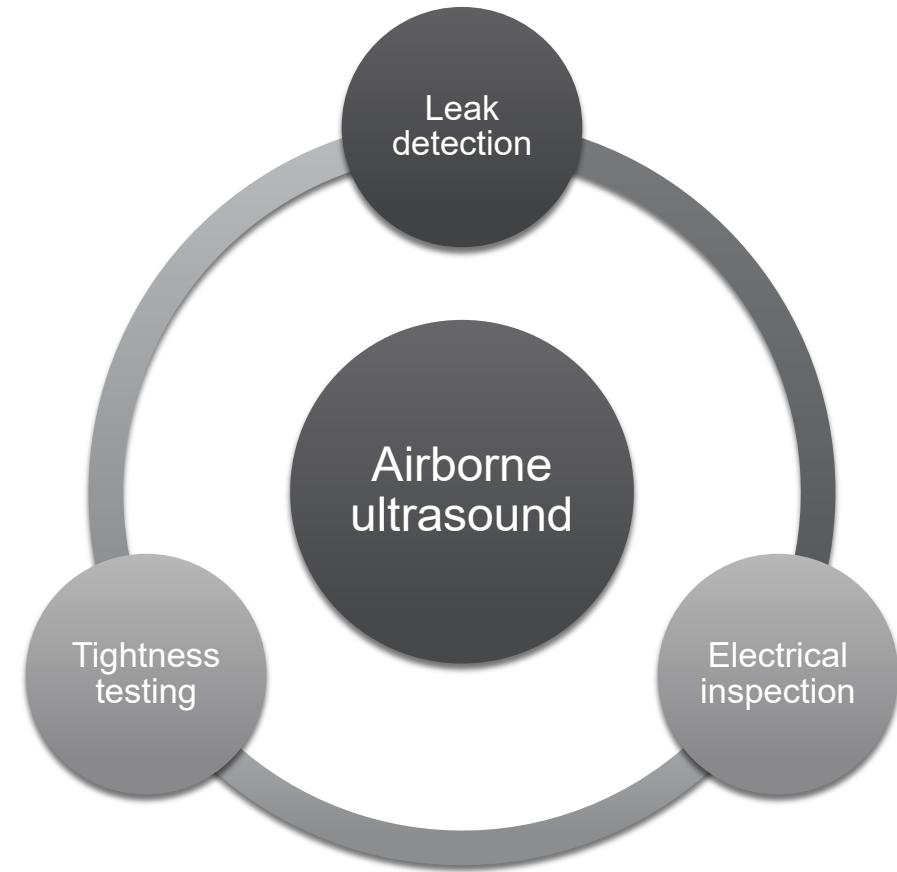 Leak
detection
Airborne
ultrasound
Tightness
testing
Electrical
inspection